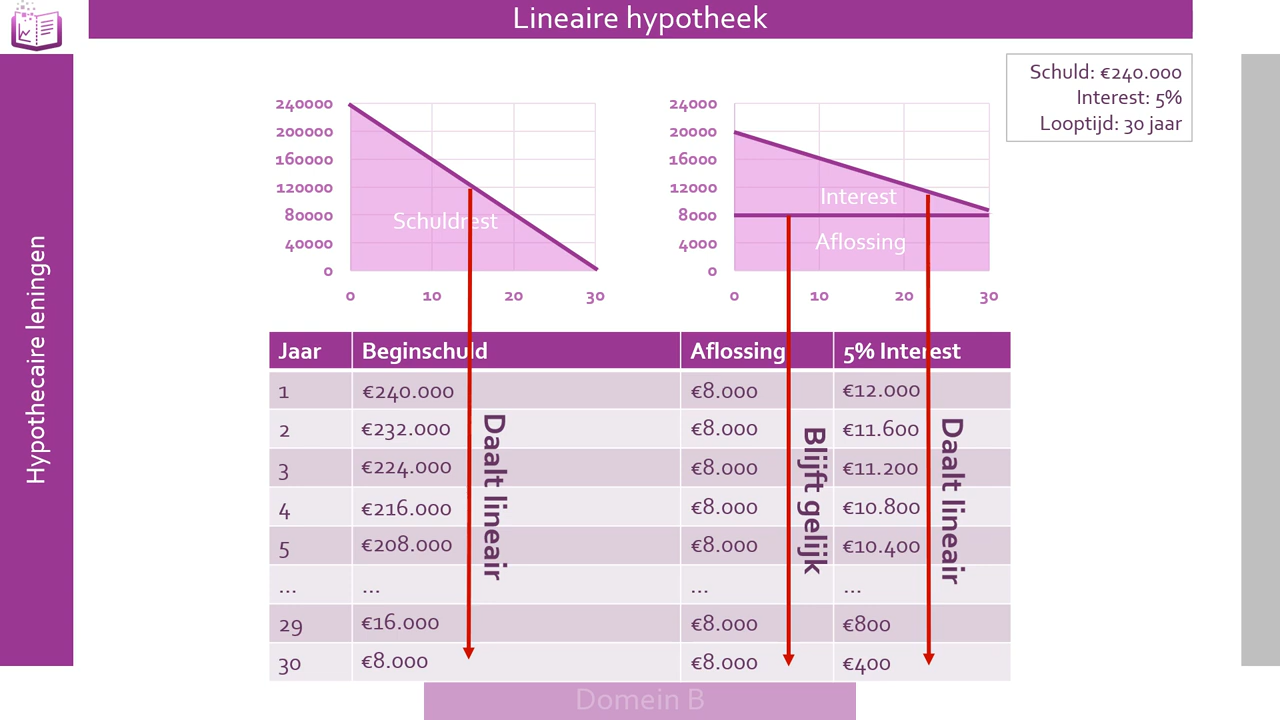 Lineaire hypotheek
Schuld: €240.000
Interest: 5%
Looptijd: 30 jaar
Hypothecaire leningen
240000
200000
160000
120000
80000
40000
0
0 10 20 30
Schuldrest
24000
20000
16000
12000
8000
4000
0
0 10 20 30
Interest
Aflossing
Jaar Beginschuld Aflossing 5% Interest
1 €240.000 €8.000 €12.000
2 €232.000 €8.000 €11.600
3 €224.000 €8.000 €11.200
4 €216.000 €8.000 €10.800
5 €208.000 €8.000 €10.400
... ... ... ...
29 €16.000 €8.000 €800
30 €8.000 €8.000 €400
Daalt lineair
Blijft gelijk
Daalt lineair
Domein B